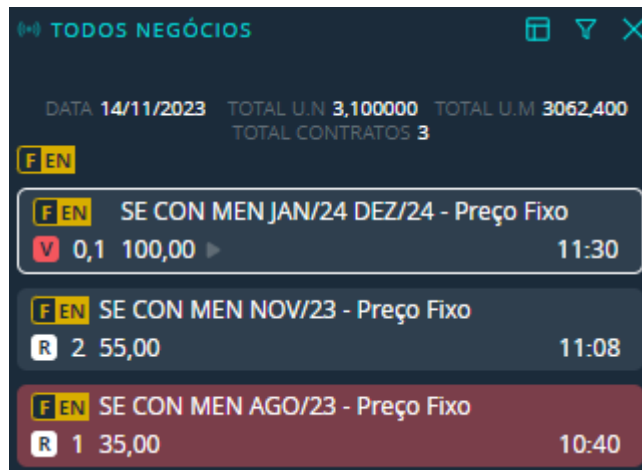 TODOS NEGÓCIOS
DATA 14/11/2023 TOTAL U.N 3,100000 TOTAL U.M 3062,400
TOTAL CONTRATOS 3
F EN
F EN SE CON MEN JAN/24 DEZ/24 - Preço Fixo
V 0,1 100,00 11:30
F EN SE CON MEN NOV/23 - Preço Fixo
R 2 55,00 11:08
F EN SE CON MEN AGO/23 - Preço Fixo
R 1 35,00 10:40